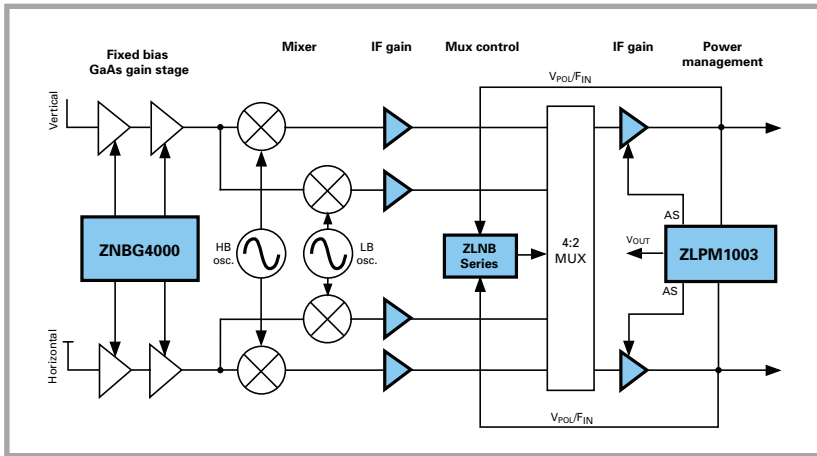 Fixed bias
GaAs gain stage
Mixer
IF gain
Mux control
IF gain
Power
management
VPOL/FIN
Vertical
AS
ZNBG4000
HB
osc.
LB
osc.
ZLNB
Series
4:2
MUX
VOUT
ZLPM1003
AS
Horizontal
VPOL/FIN